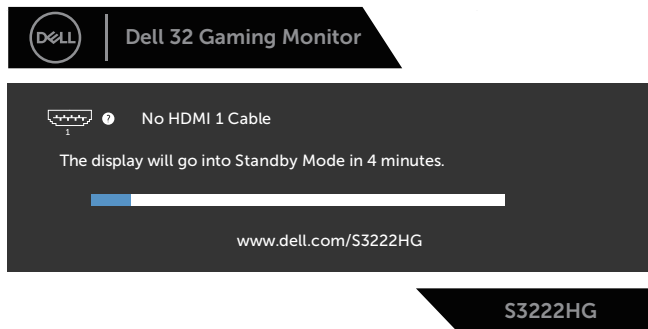 DELL
Dell 32 Gaming Monitor
1
?
No HDMI 1 Cable
The display will go into Standby Mode in 4 minutes.
www.dell.com/S3222HG
S3222HG